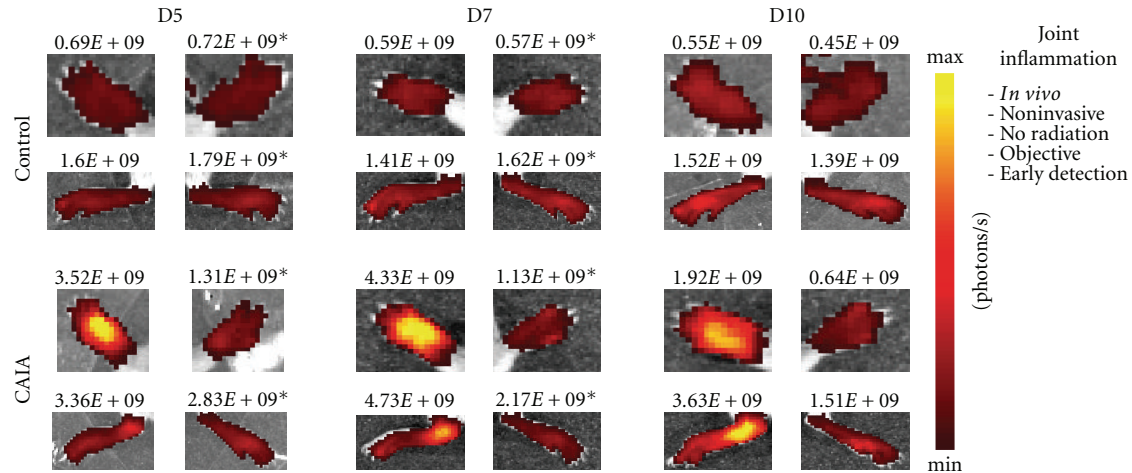 D5 D7 D10
0.69E + 09 0.72E + 09* 0.59E + 09 0.57E + 09* 0.55E + 09 0.45E + 09
Control
1.6E + 09 1.79E + 09* 1.41E + 09 1.62E + 09* 1.52E + 09 1.39E + 09
3.52E + 09 1.31E + 09* 4.33E + 09 1.13E + 09* 1.92E + 09 0.64E + 09
CAIA
3.36E + 09 2.83E + 09* 4.73E + 09 2.17E + 09* 3.63E + 09 1.51E + 09
max
(photons/s)
min
Joint
inflammation
- In vivo
- Noninvasive
- No radiation
- Objective
- Early detection